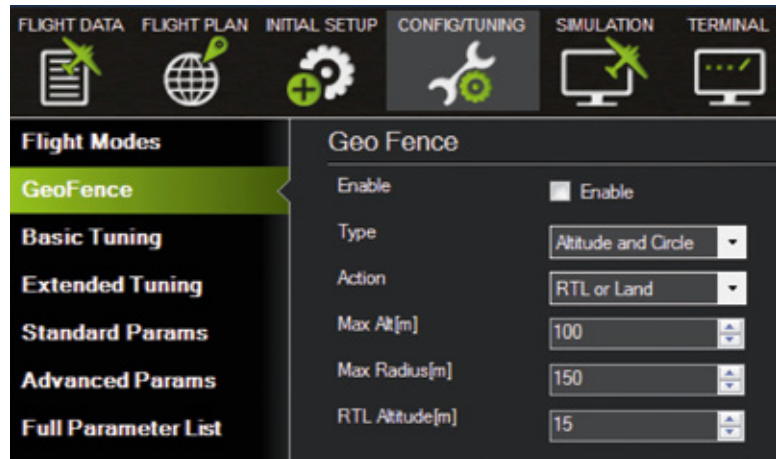 FLIGHT DATA FLIGHT PLAN INITIAL SETUP CONFIG/TUNING SIMULATION TERMINAL
Flight Modes
GeoFence
Basic Tuning
Extended Tuning
Standard Params
Advanced Params
Full Parameter List
Geo Fence
Enable Enable
Type Altitude and Circle
Action RTL or Land
Max Alt[m] 100
Max Radius[m] 150
RTL Altitude[m] 15